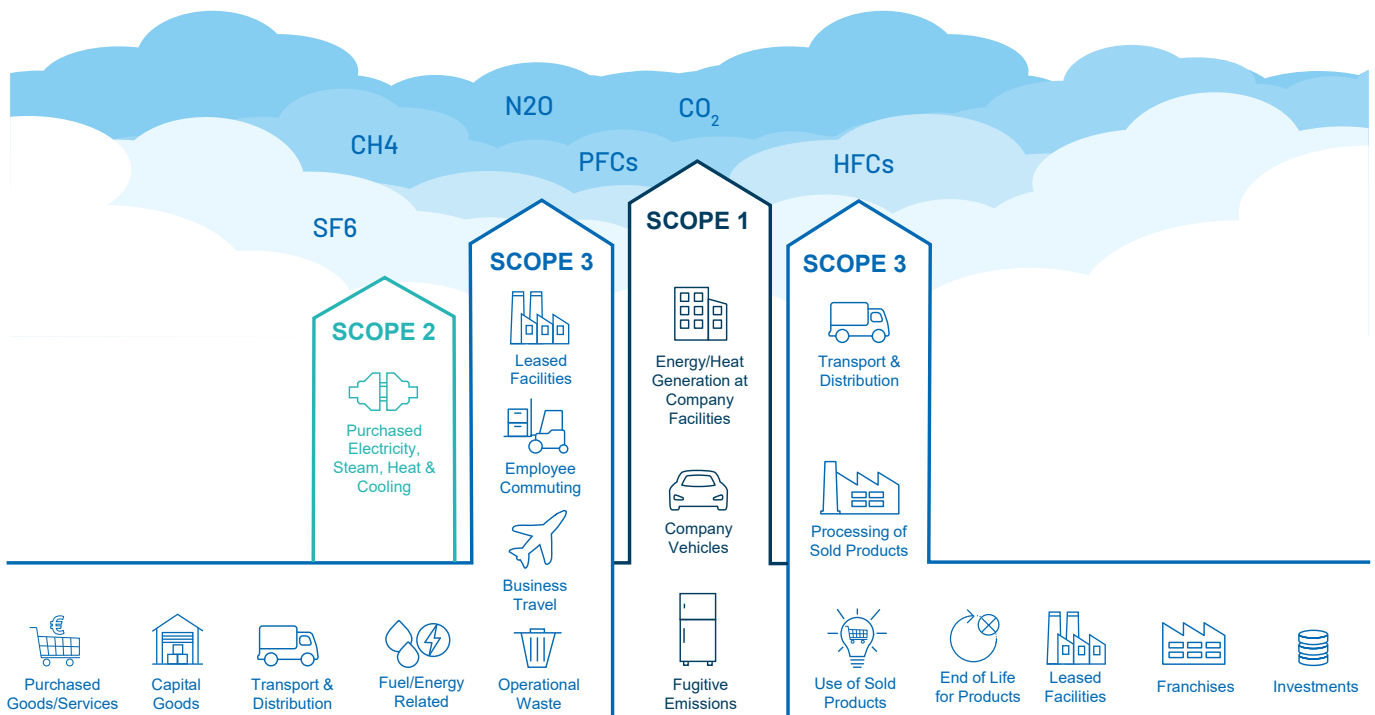 N2O
CO2
CH4
PFCs
HFCs
SF6
SCOPE 2
Purchased
Electricity,
Steam, Heat &
Cooling
SCOPE 3
Leased
Facilities
Employee
Commuting
Business
Travel
Operational
Waste
SCOPE 1
Energy/Heat
Generation at
Company
Facilities
Company
Vehicles
Fugitive
Emissions
SCOPE 3
Transport &
Distribution
Processing of
Sold Products
Use of Sold
Products
€
Purchased
Goods/Services
Capital
Goods
Transport &
Distribution
Fuel/Energy
Related
End of Life
for Products
Leased
Facilities
Franchises
Investments